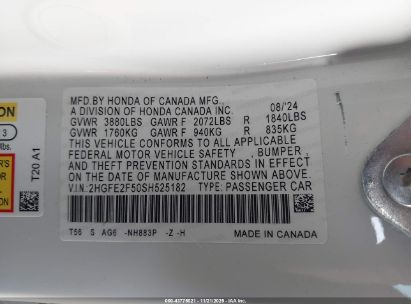 MFD. BY HONDA OF CANADA MFG.,
A DIVISION OF HONDA CANADA INC. 08/'24
GVWR 3880LBS GAWR F 2072LBS R 1840LBS
GVWR 1760KG GAWR F 940KG R 835KG
THIS VEHICLE CONFORMS TO ALL APPLICABLE
FEDERAL MOTOR VEHICLE SAFETY , BUMPER ,
AND THEFT PREVENTION STANDARDS IN EFFECT
ON THE DATE OF MANUFACTURE SHOWN ABOVE.
V.I.N: 2HGFE2F50SH525182 TYPE: PASSENGER CAR
T56 S AG6 -NH883P -Z -H MADE IN CANADA
ION
3
R'S
T20 A1